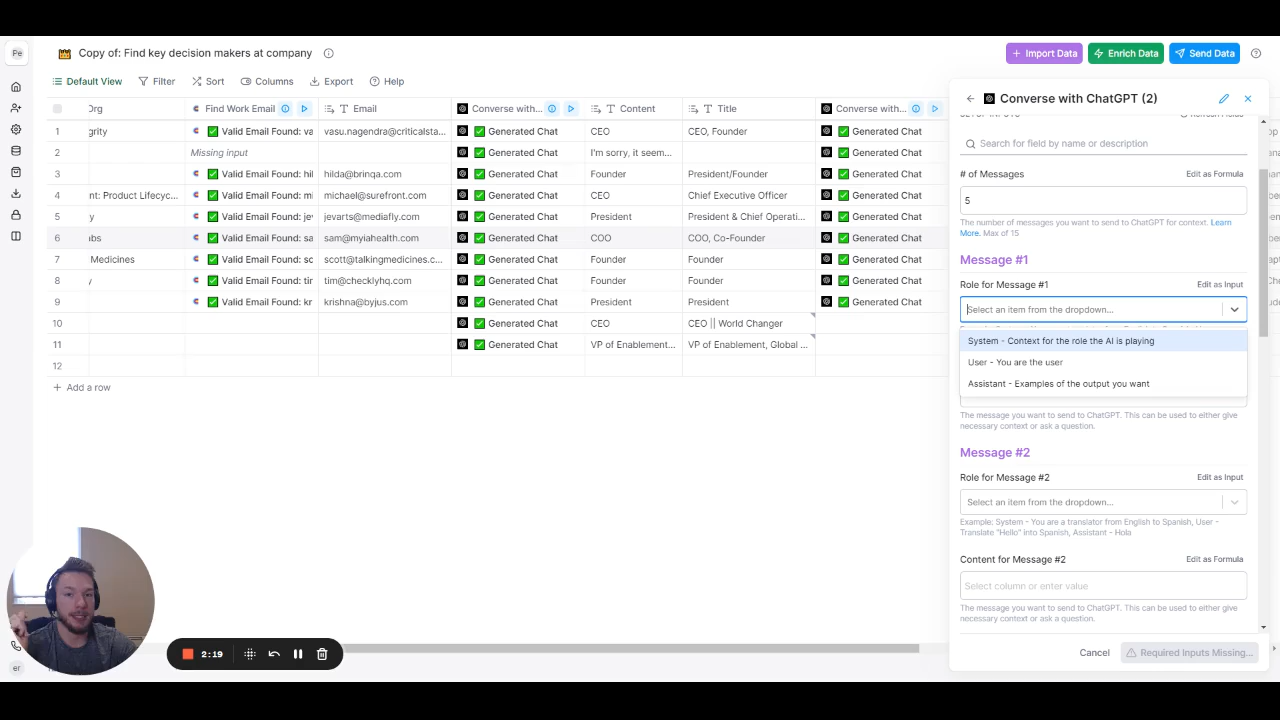 Pe
Copy of: Find key decision makers at company
Import Data
Enrich Data
Send Data
Default View
Filter
Sort
Columns
Export
Help
Org Find Work Email Email Converse with... Content Title Converse with...
1 grity Valid Email Found: va vasu.nagendra@criticalsta... Generated Chat CEO CEO, Founder Generated Chat
2 Missing input Generated Chat I'm sorry, it seem... Generated Chat
3 Valid Email Found: hil hilda@brinqa.com Generated Chat Founder President/Founder Generated Chat
4 nt: Product Lifecyc... Valid Email Found: mi michael@surefront.com Generated Chat CEO Chief Executive Officer Generated Chat
5 y Valid Email Found: jev jevarts@mediafly.com Generated Chat President President & Chief Operati... Generated Chat
6 bs Valid Email Found: sa sam@myiahealth.com Generated Chat COO COO, Co-Founder Generated Chat
7 Medicines Valid Email Found: sc scott@talkingmedicines.c... Generated Chat Founder Founder Generated Chat
8 Valid Email Found: tir tim@checklyhq.com Generated Chat Founder Founder Generated Chat
9 Valid Email Found: kr krishna@byjus.com Generated Chat President President Generated Chat
10 Generated Chat CEO CEO || World Changer
11 Generated Chat VP of Enablement... VP of Enablement, Global ...
12
+ Add a row
Converse with ChatGPT (2)
Search for field by name or description
# of Messages Edit as Formula
5
The number of messages you want to send to ChatGPT for context. Learn
More. Max of 15
Message #1
Role for Message #1 Edit as Input
Select an item from the dropdown...
System - Context for the role the AI is playing
User - You are the user
Assistant - Examples of the output you want
The message you want to send to ChatGPT. This can be used to either give
necessary context or ask a question.
Message #2
Role for Message #2 Edit as Input
Select an item from the dropdown...
Example: System - You are a translator from English to Spanish, User -
Translate "Hello" into Spanish, Assistant - Hola
Content for Message #2 Edit as Formula
Select column or enter value
The message you want to send to ChatGPT. This can be used to either give
necessary context or ask a question.
Cancel
Required Inputs Missing...
2:19
er